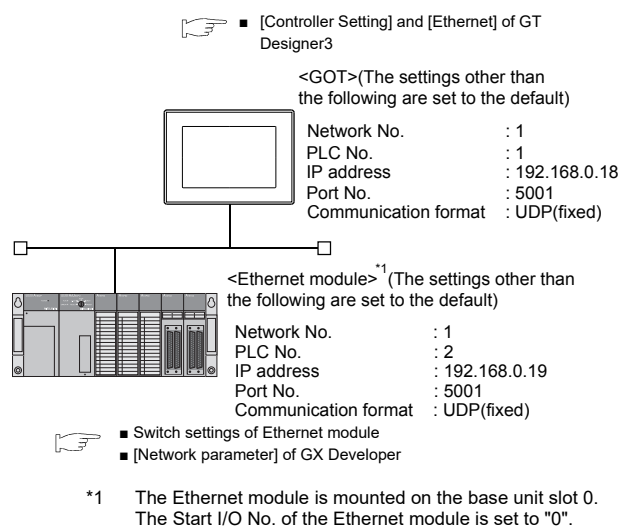 ■ [Controller Setting] and [Ethernet] of GT
Designer3
<GOT>(The settings other than
the following are set to the default)
Network No. : 1
PLC No. : 1
IP address : 192.168.0.18
Port No. : 5001
Communication format : UDP(fixed)
<Ethernet module>*1(The settings other than
the following are set to the default)
Network No. : 1
PLC No. : 2
IP address : 192.168.0.19
Port No. : 5001
Communication format : UDP(fixed)
■ Switch settings of Ethernet module
■ [Network parameter] of GX Developer
*1 The Ethernet module is mounted on the base unit slot 0.
The Start I/O No. of the Ethernet module is set to "0".